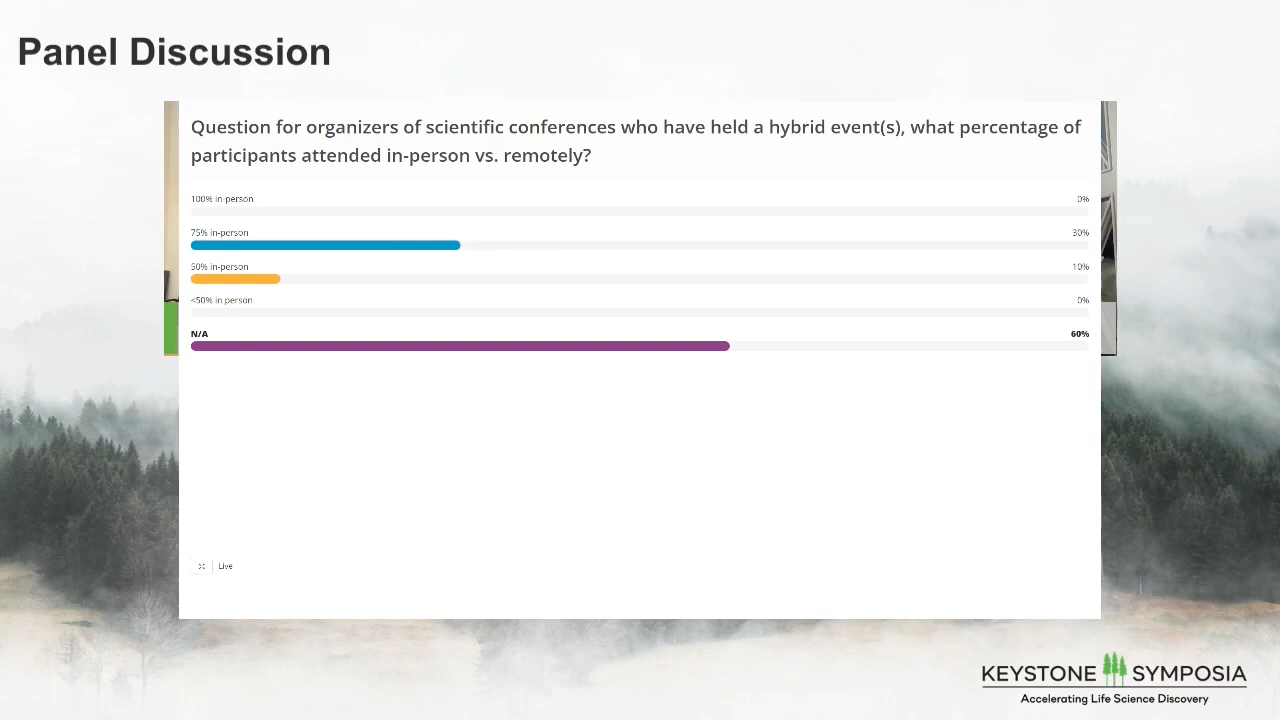 Panel Discussion
Question for organizers of scientific conferences who have held a hybrid event(s), what percentage of
participants attended in-person vs. remotely?
100% in-person 0%
75% in-person 30%
50% in-person 10%
<50% in person 0%
N/A 60%
Live
KEYSTONE SYMPOSIA
Accelerating Life Science Discovery